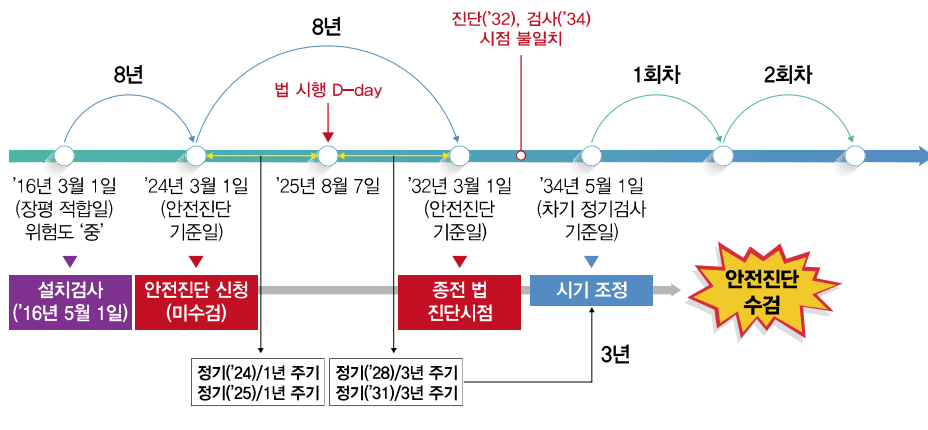 진단('32), 검사('34)
시점 불일치
8년
8년
법 시행 D-day
1회차
2회차
'16년 3월 1일
(장평 적합일)
위험도 '중'
'24년 3월 1일
(안전진단
기준일)
'25년 8월 7일
'32년 3월 1일
(안전진단
기준일)
'34년 5월 1일
(차기 정기검사
기준일)
설치검사
('16년 5월 1일)
안전진단 신청
(미수검)
종전 법
진단시점
시기 조정
안전진단
수검
정기('24)/1년 주기
정기('25)/1년 주기
정기('28)/3년 주기
정기('31)/3년 주기
3년